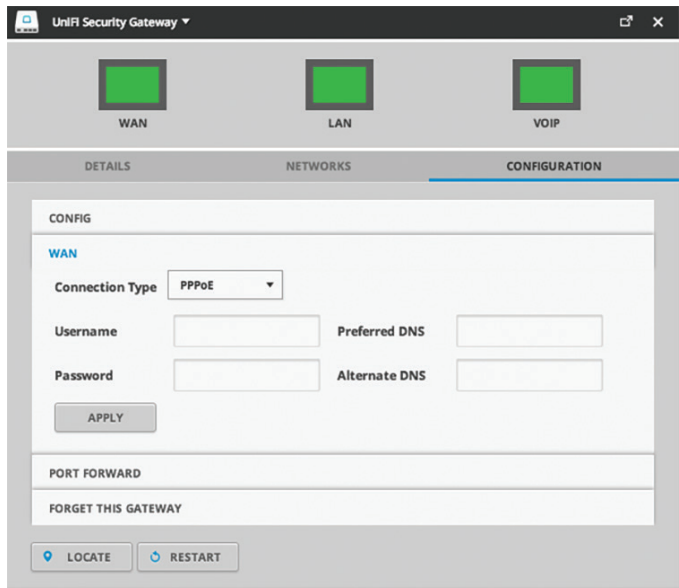 UniFi Security Gateway
WAN LAN VOIP
DETAILS NETWORKS CONFIGURATION
CONFIG
WAN
Connection Type PPPoE
Username Preferred DNS
Password Alternate DNS
APPLY
PORT FORWARD
FORGET THIS GATEWAY
LOCATE RESTART